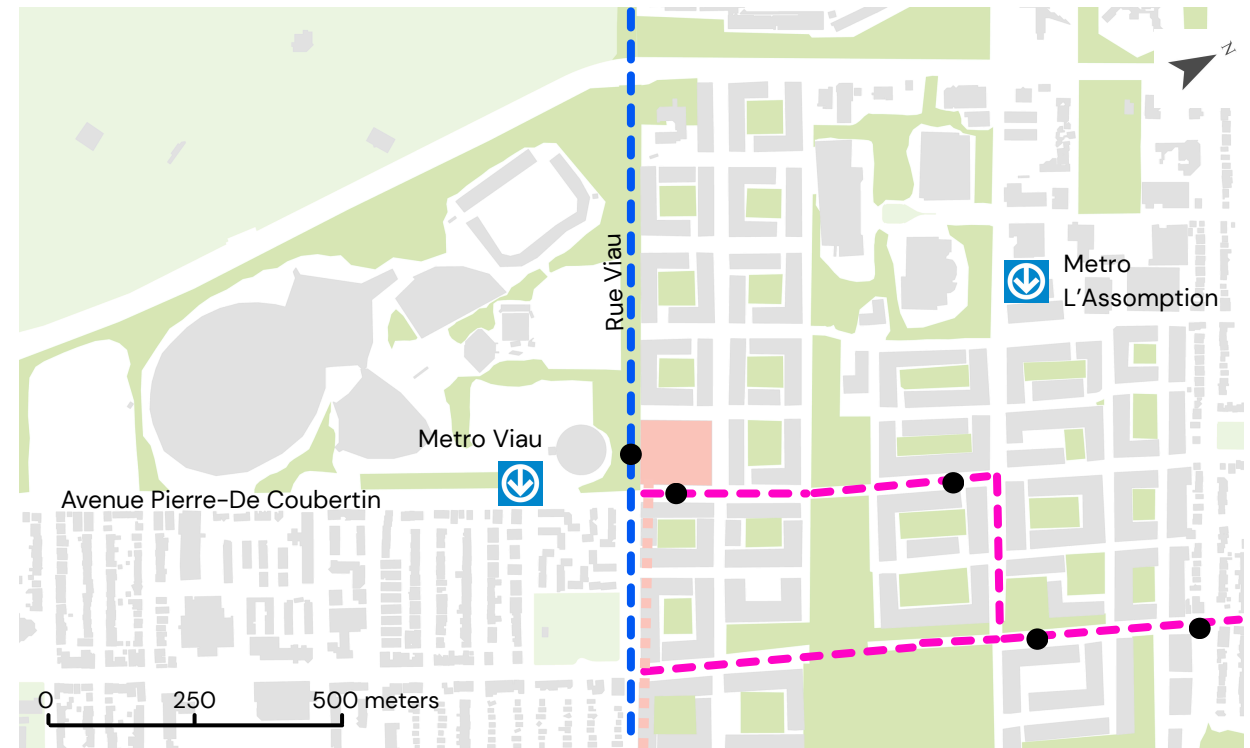 N
Rue Viau
Metro
L’Assomption
Metro Viau
Avenue Pierre-De Coubertin
0 250 500 meters